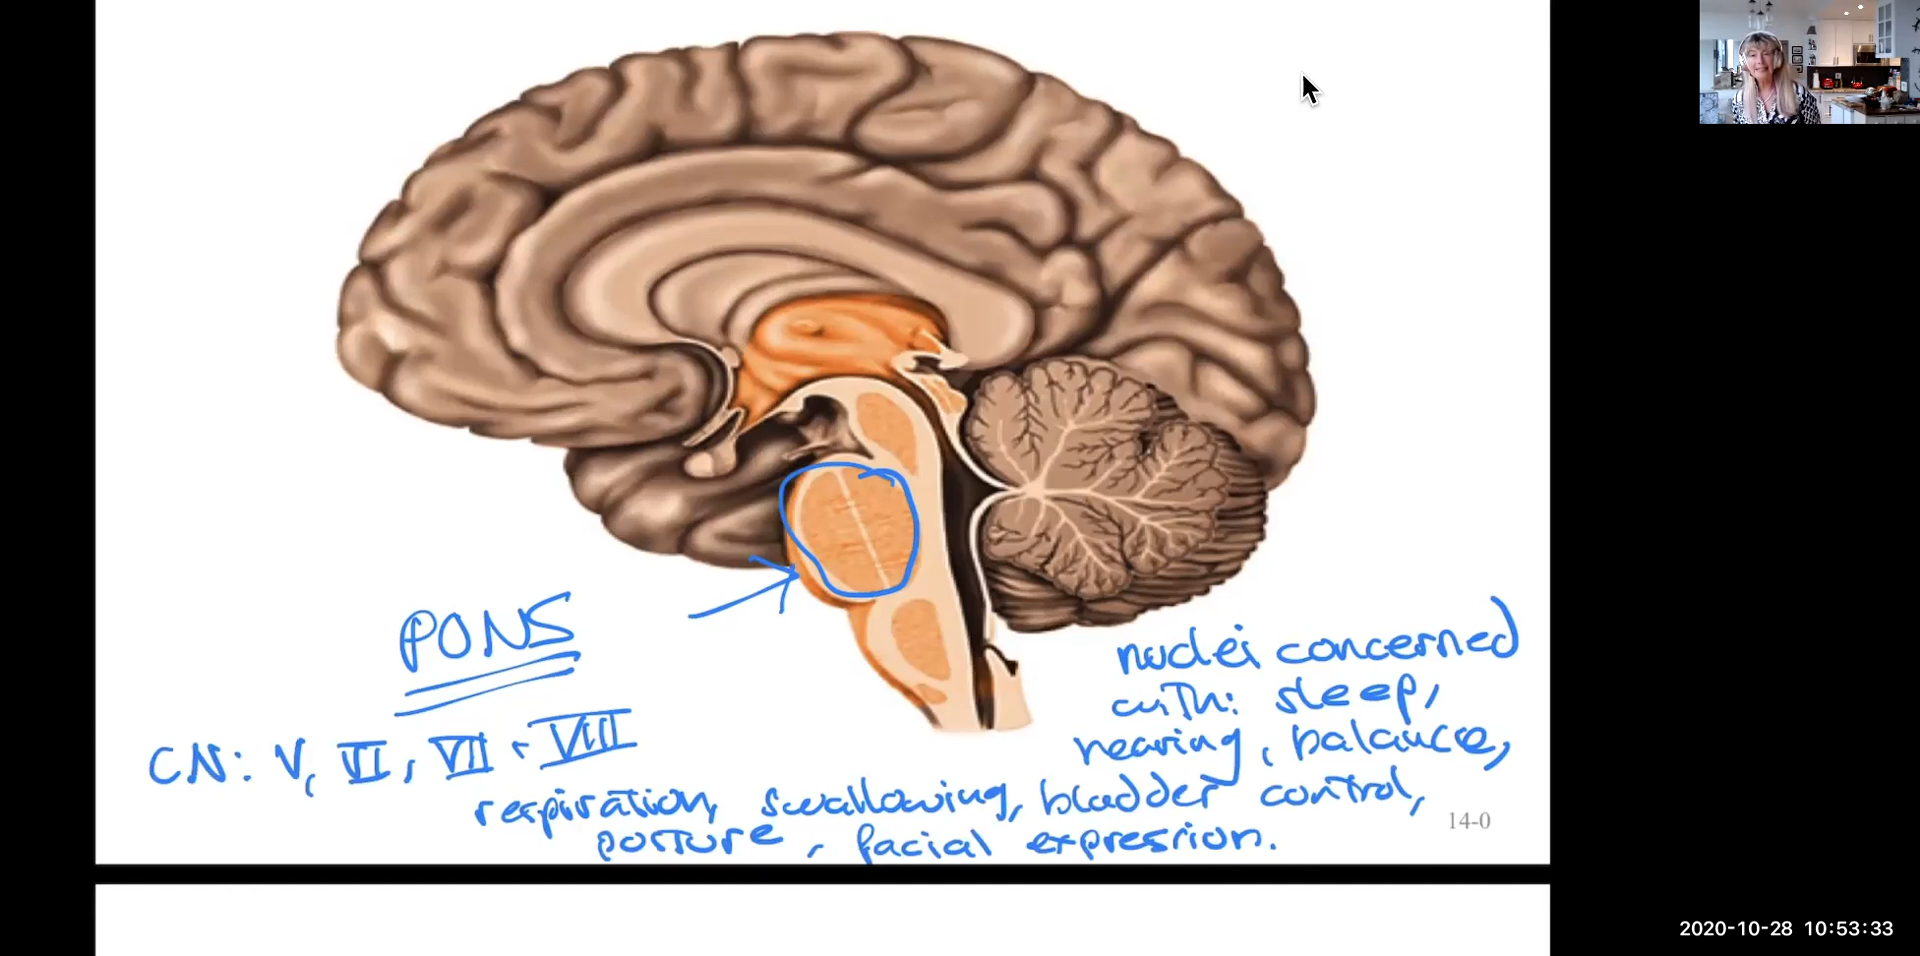 PONS
CN: V, VI, VII, VIII
nuclei concerned
with: sleep,
hearing, balance,
respiration, swallowing, bladder control,
posture, facial expression.
14-0
2020-10-28 10:53:33